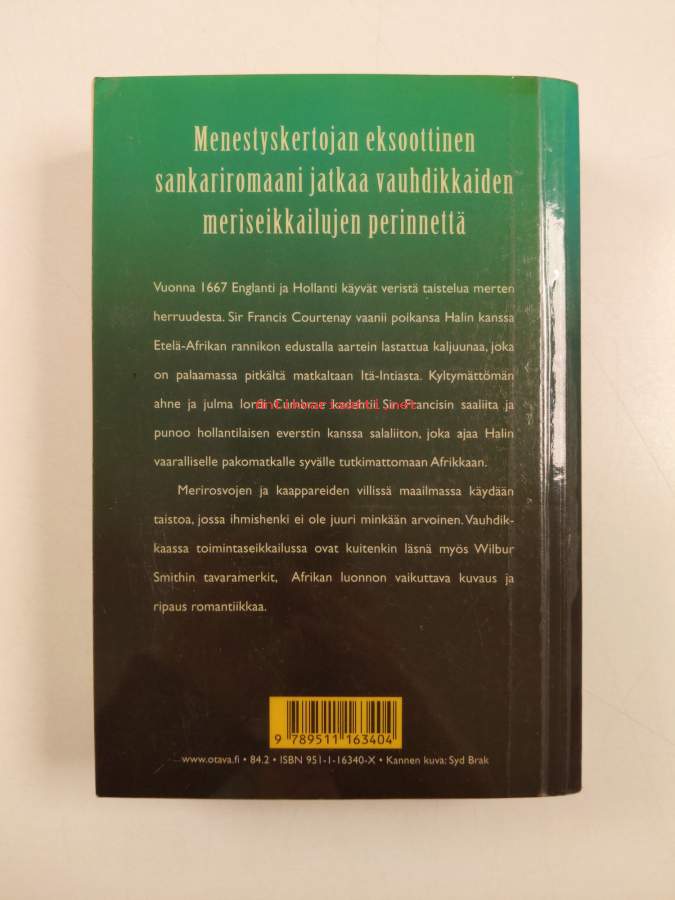 Menestyskertojan eksoottinen
sankariromaani jatkaa vauhdikkaiden
meriseikkailujen perinnettä
Vuonna 1667 Englanti ja Hollanti käyvät veristä taistelua merten
herruudesta. Sir Francis Courtenay vaanii poikansa Halin kanssa
Etelä-Afrikan rannikon edustalla aartein lastattua kaljuunaa, joka
on palaamassa pitkältä matkaltaan Itä-Intiasta. Kyltymättömän
ahne ja julma lordi Cumbrae kadehtii Sir Francisin saaliita ja
punoo hollantilaisen everstin kanssa salaliiton, joka ajaa Halin
vaaralliselle pakomatkalle syvälle tutkimattomaan Afrikkaan.
Merirosvojen ja kaappareiden villissä maailmassa käydään
taistoa, jossa ihmishenki ei ole juuri minkään arvoinen. Vauhdik-
kaassa toimintaseikkailussa ovat kuitenkin läsnä myös Wilbur
Smithin tavaramerkit, Afrikan luonnon vaikuttava kuvaus ja
ripaus romantiikkaa.
9 789511 163404
www.otava.fi • 84.2 • ISBN 951-1-16340-X • Kannen kuva: Syd Brak